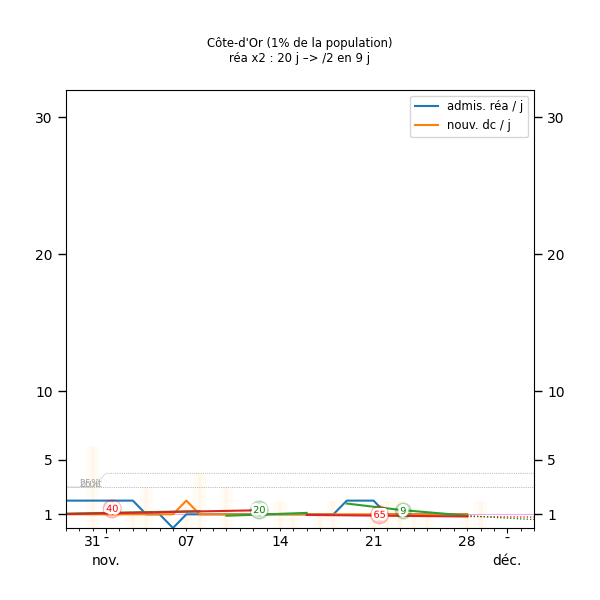 Côte-d'Or (1% de la population)
réa x2 : 20 j –> /2 en 9 j
admis. réa / j
nouv. dc / j
30
30
20
20
10
10
5
5
40
20
65
9
1
1
31 - 07 14 21 28 -
nov. déc.